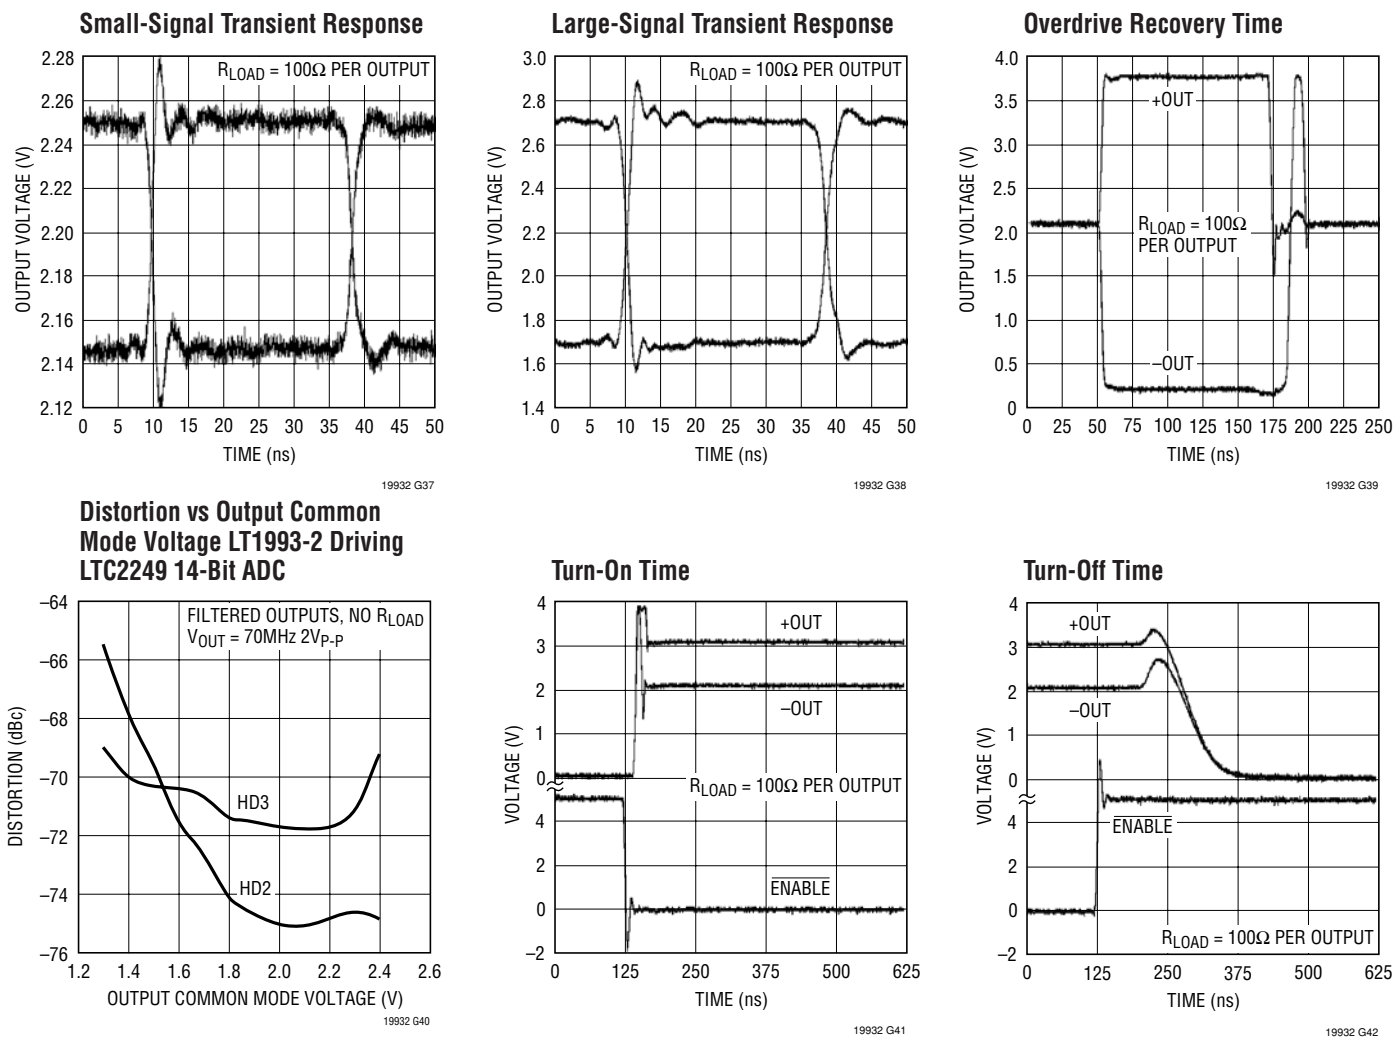 Small-Signal Transient Response
2.28
2.26
2.24
2.22
2.20
2.18
2.16
2.14
2.12
OUTPUT VOLTAGE (V)
RLOAD = 100Ω PER OUTPUT
0 5 10 15 20 25 30 35 40 45 50
TIME (ns)
19932 G37
Large-Signal Transient Response
3.0
2.8
2.6
2.4
2.2
2.0
1.8
1.6
1.4
OUTPUT VOLTAGE (V)
RLOAD = 100Ω PER OUTPUT
0 5 10 15 20 25 30 35 40 45 50
TIME (ns)
19932 G38
Overdrive Recovery Time
4.0
3.5
3.0
2.5
2.0
1.5
1.0
0.5
0
OUTPUT VOLTAGE (V)
+OUT
RLOAD = 100Ω
PER OUTPUT
–OUT
0 25 50 75 100 125 150 175 200 225 250
TIME (ns)
19932 G39
Distortion vs Output Common
Mode Voltage LT1993-2 Driving
LTC2249 14-Bit ADC
–64
–66
–68
–70
–72
–74
–76
DISTORTION (dBc)
FILTERED OUTPUTS, NO RLOAD
VOUT = 70MHz 2VP-P
HD3
HD2
1.2 1.4 1.6 1.8 2.0 2.2 2.4 2.6
OUTPUT COMMON MODE VOLTAGE (V)
19932 G40
Turn-On Time
4
3
2
1
0
4
2
0
–2
VOLTAGE (V)
+OUT
–OUT
RLOAD = 100Ω PER OUTPUT
ENABLE
0 125 250 375 500 625
TIME (ns)
19932 G41
Turn-Off Time
4
3
2
1
0
4
2
0
–2
VOLTAGE (V)
+OUT
–OUT
ENABLE
RLOAD = 100Ω PER OUTPUT
0 125 250 375 500 625
TIME (ns)
19932 G42